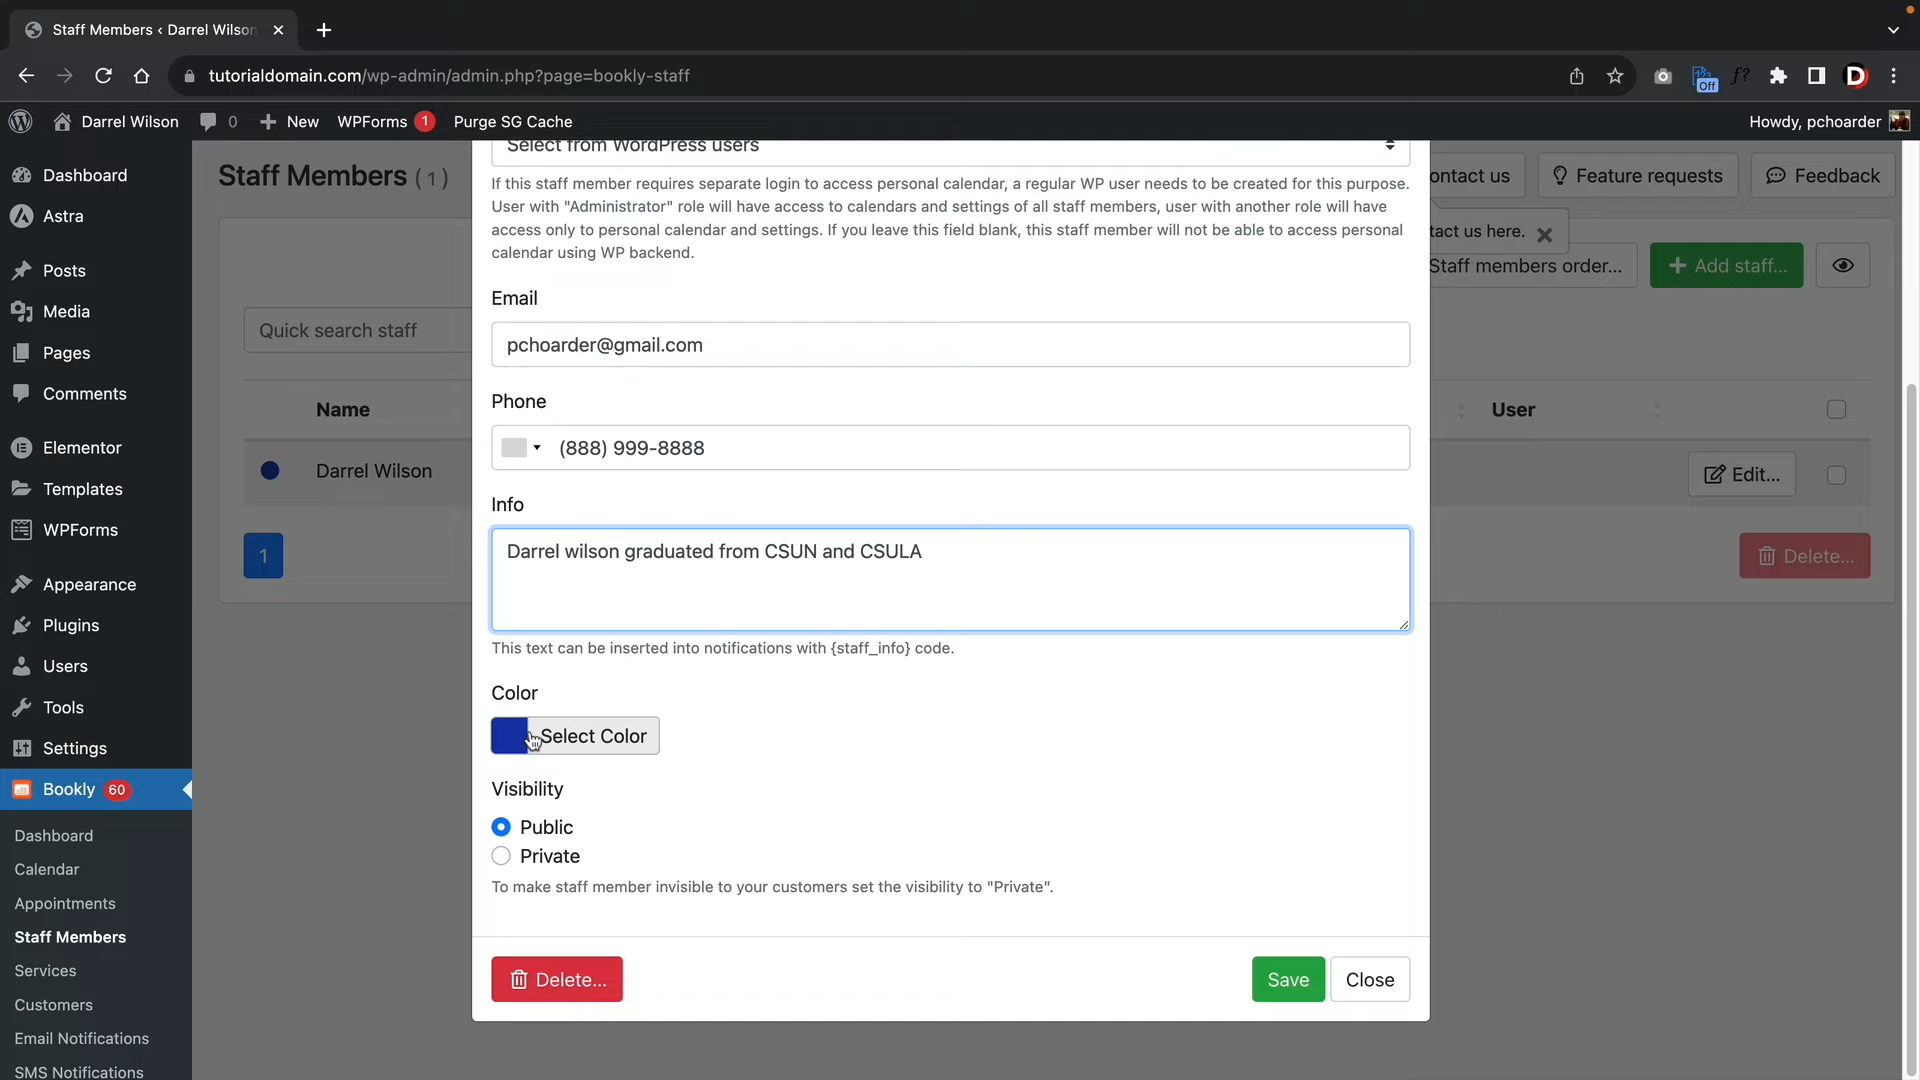 Staff Members ‹ Darrel Wilson
tutorialdomain.com/wp-admin/admin.php?page=bookly-staff
Off
f?
D
Darrel Wilson
0
New
WPForms 1
Purge SG Cache
Howdy, pchoarder
Dashboard
Astra
Posts
Media
Pages
Comments
Elementor
Templates
WPForms
Appearance
Plugins
Users
Tools
Settings
Bookly 60
Dashboard
Calendar
Appointments
Staff Members
Services
Customers
Email Notifications
SMS Notifications
Staff Members ( 1 )
Quick search staff
Name
Darrel Wilson
1
Select from WordPress users
If this staff member requires separate login to access personal calendar, a regular WP user needs to be created for this purpose.
User with "Administrator" role will have access to calendars and settings of all staff members, user with another role will have
access only to personal calendar and settings. If you leave this field blank, this staff member will not be able to access personal
calendar using WP backend.
Email
pchoarder@gmail.com
Phone
(888) 999-8888
Info
Darrel wilson graduated from CSUN and CSULA
This text can be inserted into notifications with {staff_info} code.
Color
Select Color
Visibility
Public
Private
To make staff member invisible to your customers set the visibility to "Private".
Delete...
Save
Close
ontact us
Feature requests
Feedback
tact us here.
Staff members order...
Add staff...
User
Edit...
Delete...